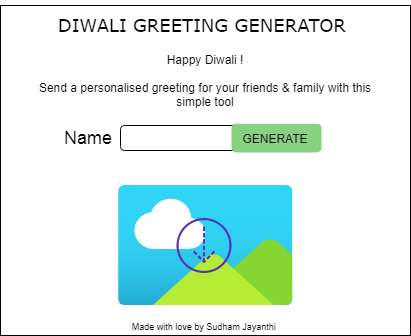 DIWALI GREETING GENERATOR
Happy Diwali !
Send a personalised greeting for your friends & family with this
simple tool
Name GENERATE
Made with love by Sudham Jayanthi